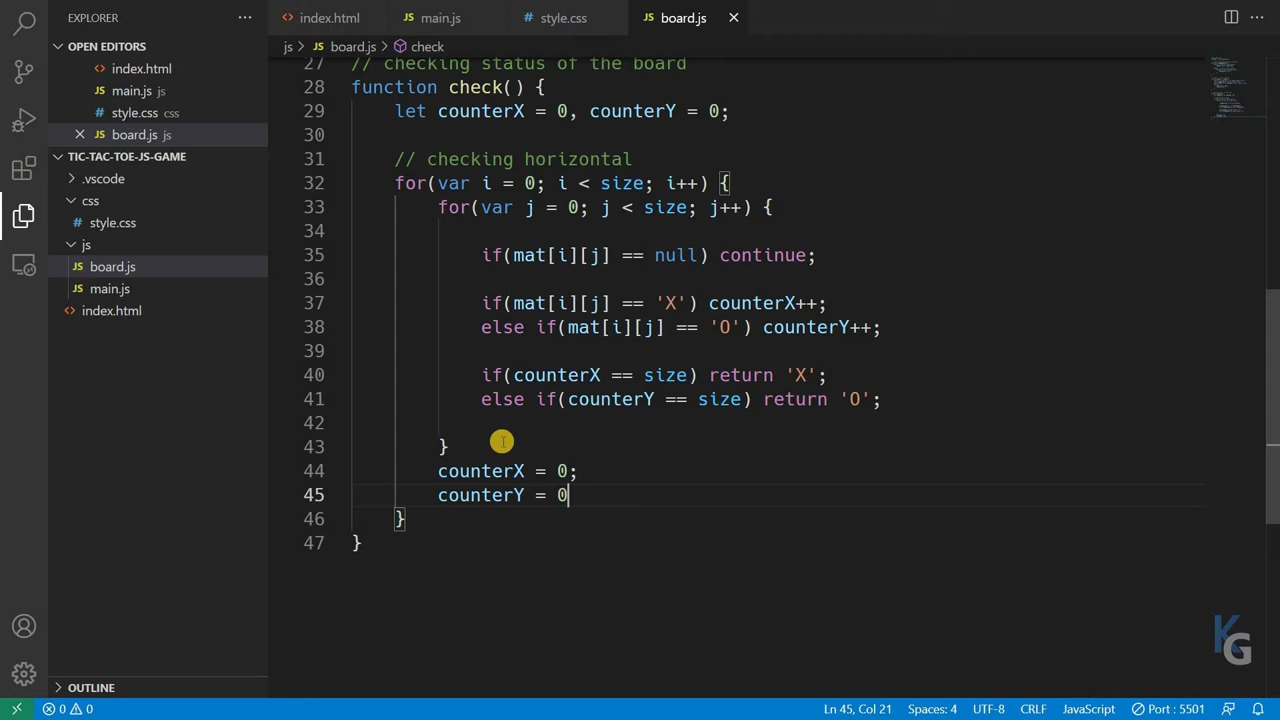 EXPLORER ···
index.html main.js style.css board.js
js board.js check
OPEN EDITORS
index.html
main.js js
style.css css
board.js js
TIC-TAC-TOE-JS-GAME
.vscode
css
style.css
js
board.js
main.js
index.html
OUTLINE
27 // checking status of the board
28 function check() {
29 let counterX = 0, counterY = 0;
30
31 // checking horizontal
32 for(var i = 0; i < size; i++) {
33 for(var j = 0; j < size; j++) {
34
35 if(mat[i][j] == null) continue;
36
37 if(mat[i][j] == 'X') counterX++;
38 else if(mat[i][j] == 'O') counterY++;
39
40 if(counterX == size) return 'X';
41 else if(counterY == size) return 'O';
42
43 }
44 counterX = 0;
45 counterY = 0
46 }
47 }
KG
0 0 Ln 45, Col 21 Spaces: 4 UTF-8 CRLF JavaScript Port : 5501